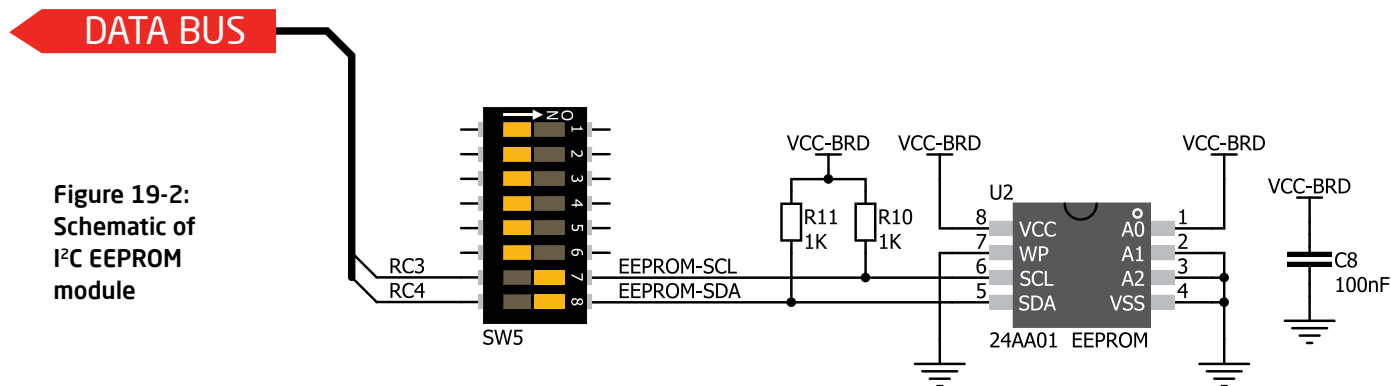 DATA BUS
Figure 19-2:
Schematic of
I²C EEPROM
module
ON
1
2
3
4
5
6
7
8
SW5
RC3
RC4
EEPROM-SCL
EEPROM-SDA
VCC-BRD
R11
1K
R10
1K
VCC-BRD
U2
8
7
6
5
VCC
WP
SCL
SDA
A0
A1
A2
VSS
1
2
3
4
24AA01 EEPROM
VCC-BRD
VCC-BRD
C8
100nF